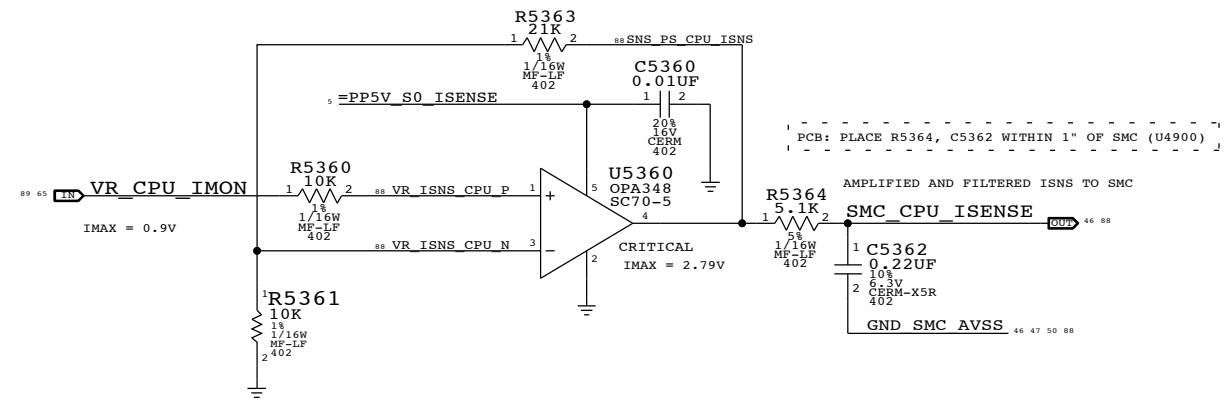 R5363
21K
1 2
88 SNS_PS_CPU_ISNS
1%
1/16W
MF-LF
402
C5360
0.01UF
1 2
20%
16V
CERM
402
5 =PP5V_S0_ISENSE
PCB: PLACE R5364, C5362 WITHIN 1" OF SMC (U4900)
89 65 IN VR_CPU_IMON
IMAX = 0.9V
R5360
10K
1 2
1%
1/16W
MF-LF
402
88 VR_ISNS_CPU_P 1
+
5
U5360
OPA348
SC70-5
4
88 VR_ISNS_CPU_N 3
−
2
CRITICAL
IMAX = 2.79V
AMPLIFIED AND FILTERED ISNS TO SMC
R5364
5.1K
1 2
5%
1/16W
MF-LF
402
SMC_CPU_ISENSE
OUT 46 88
1
C5362
0.22UF
10%
6.3V
CERM-X5R
402
2
GND_SMC_AVSS 46 47 50 88
1
R5361
10K
1%
1/16W
MF-LF
402
2